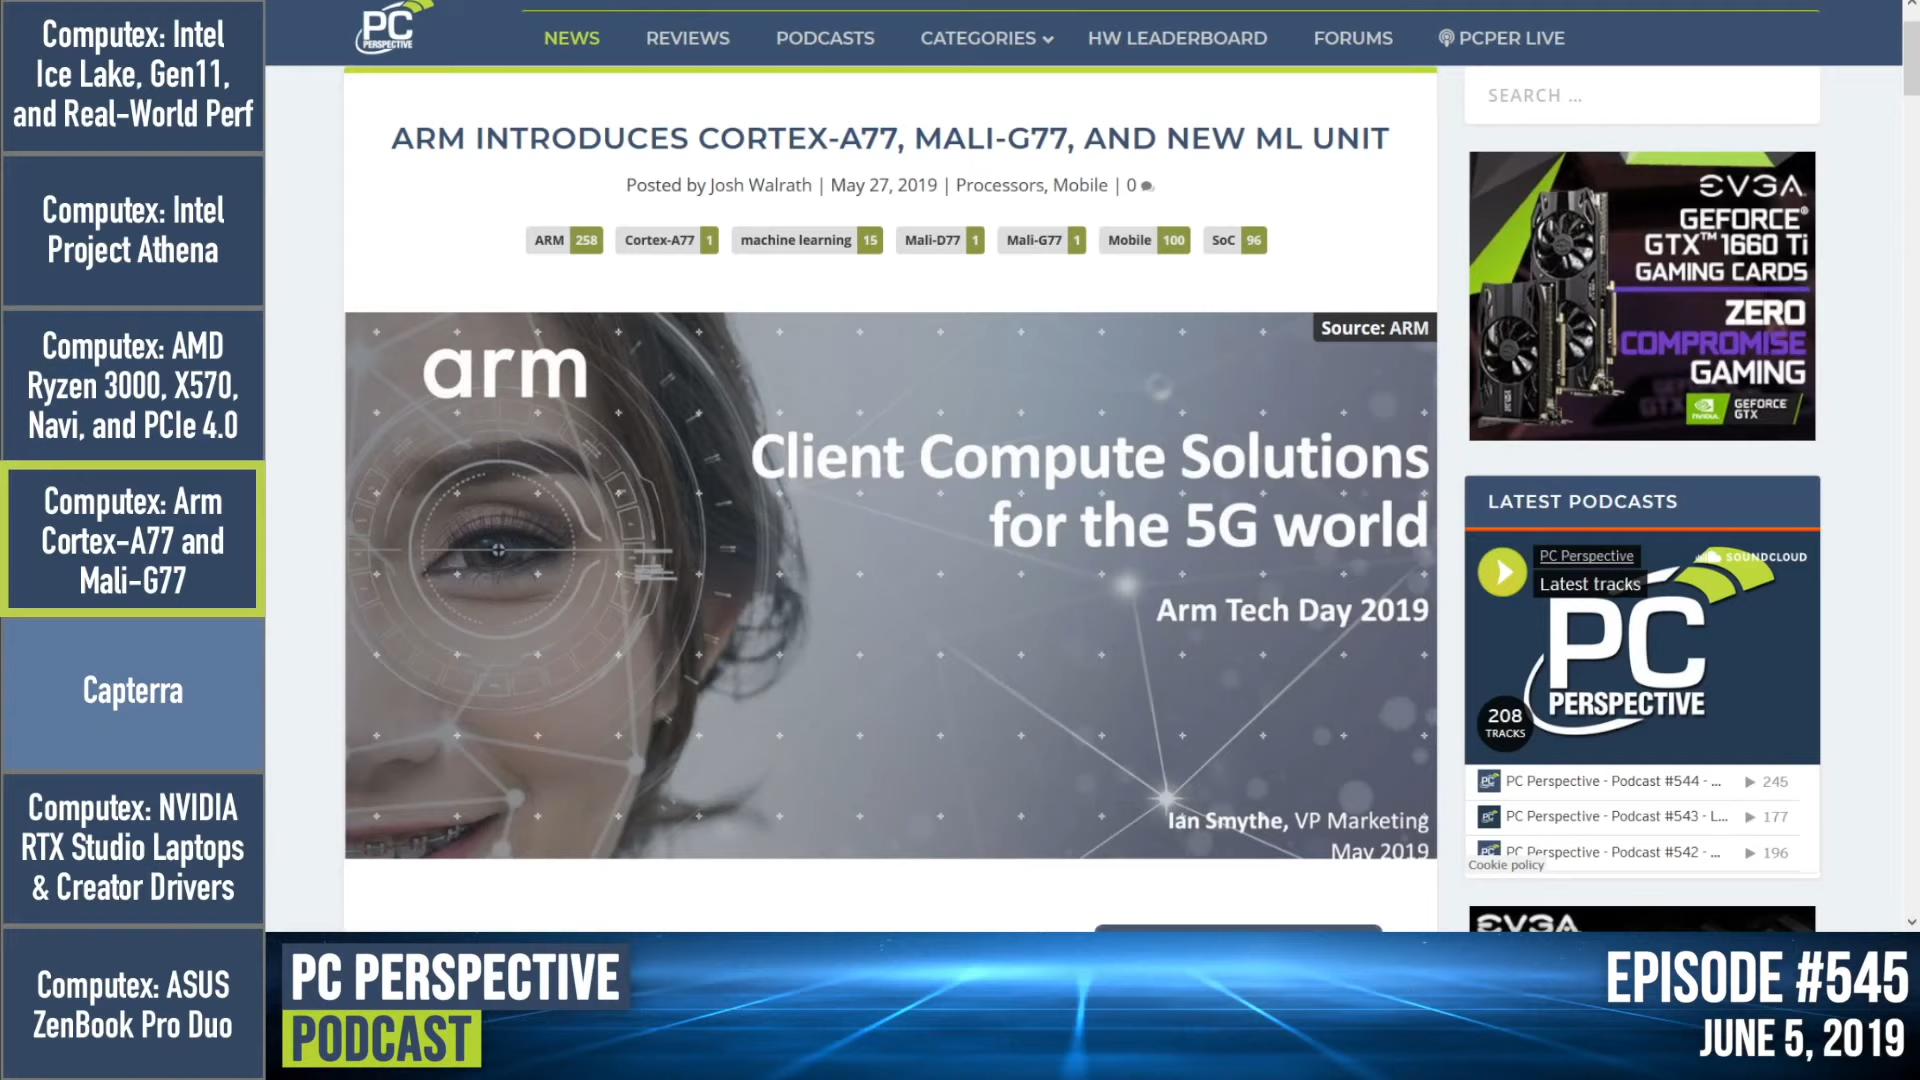 Computex: Intel
Ice Lake, Gen11,
and Real-World Perf
Computex: Intel
Project Athena
Computex: AMD
Ryzen 3000, X570,
Navi, and PCIe 4.0
Computex: Arm
Cortex-A77 and
Mali-G77
Capterra
Computex: NVIDIA
RTX Studio Laptops
& Creator Drivers
Computex: ASUS
ZenBook Pro Duo
PC
PERSPECTIVE
NEWS REVIEWS PODCASTS CATEGORIES HW LEADERBOARD FORUMS PCPER LIVE
ARM INTRODUCES CORTEX-A77, MALI-G77, AND NEW ML UNIT
Posted by Josh Walrath | May 27, 2019 | Processors, Mobile | 0
ARM 258 Cortex-A77 1 machine learning 15 Mali-D77 1 Mali-G77 1 Mobile 100 SoC 96
Source: ARM
arm
Client Compute Solutions
for the 5G world
Arm Tech Day 2019
Ian Smythe, VP Marketing
May 2019
SEARCH ...
EVGA
GEFORCE®
GTX™ 1660 Ti
GAMING CARDS
ZERO
COMPROMISE
GAMING
NVIDIA
GEFORCE
GTX
LATEST PODCASTS
PC Perspective
SOUNDCLOUD
Latest tracks
PC
PERSPECTIVE
208
TRACKS
PC Perspective - Podcast #544 - ... 245
PC Perspective - Podcast #543 - L... 177
PC Perspective - Podcast #542 - ... 196
Cookie policy
EVGA
PC PERSPECTIVE
PODCAST
EPISODE #545
JUNE 5, 2019